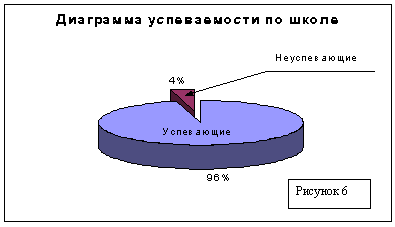 Диаграмма успеваемости по школе
Неуспевающие
4%
Успевающие
96%
Рисунок 6